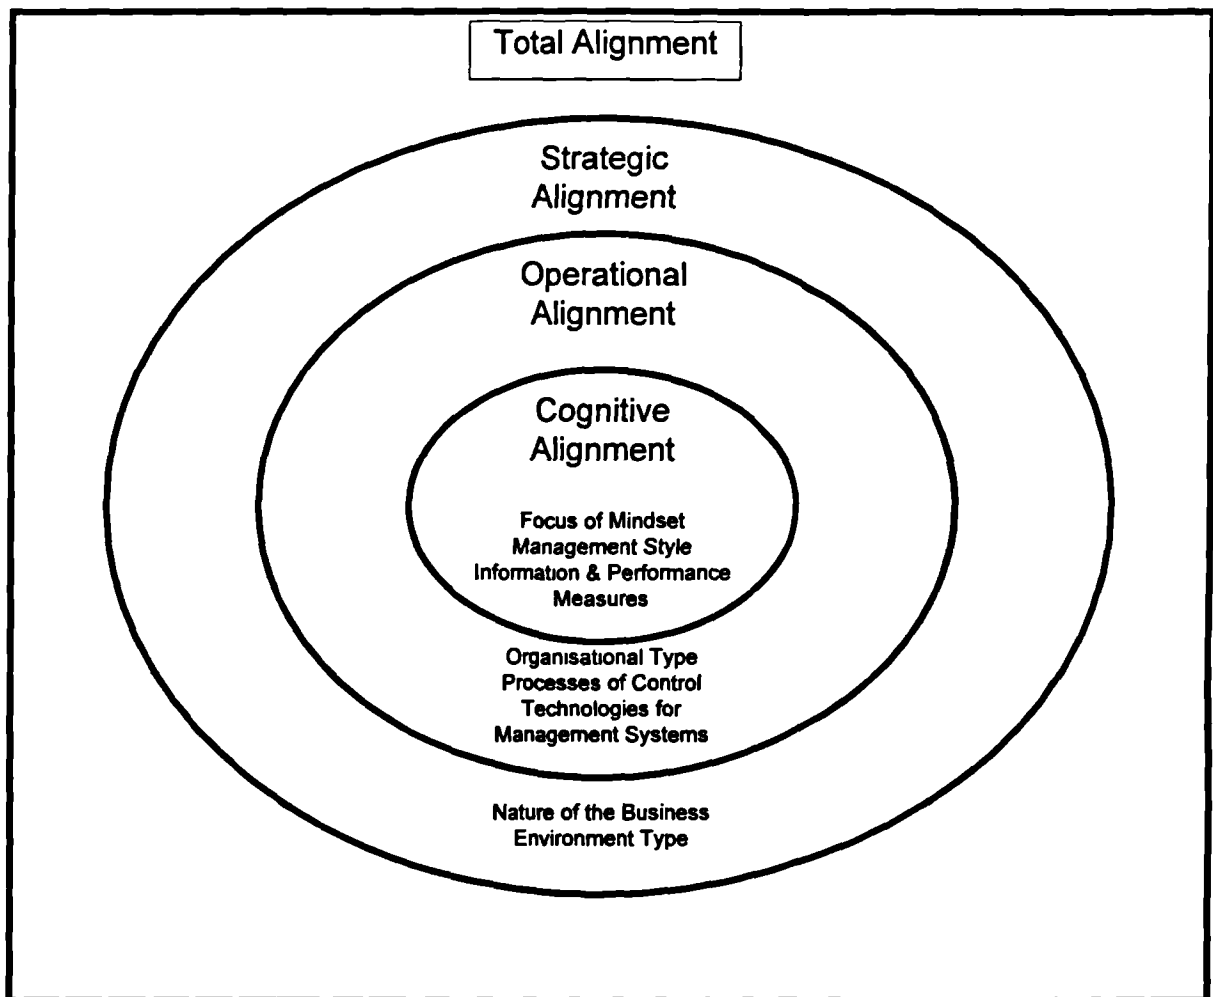 Total Alignment
Strategic
Alignment
Operational
Alignment
Cognitive
Alignment
Focus of Mindset
Management Style
Information & Performance
Measures
Organisational Type
Processes of Control
Technologies for
Management Systems
Nature of the Business
Environment Type